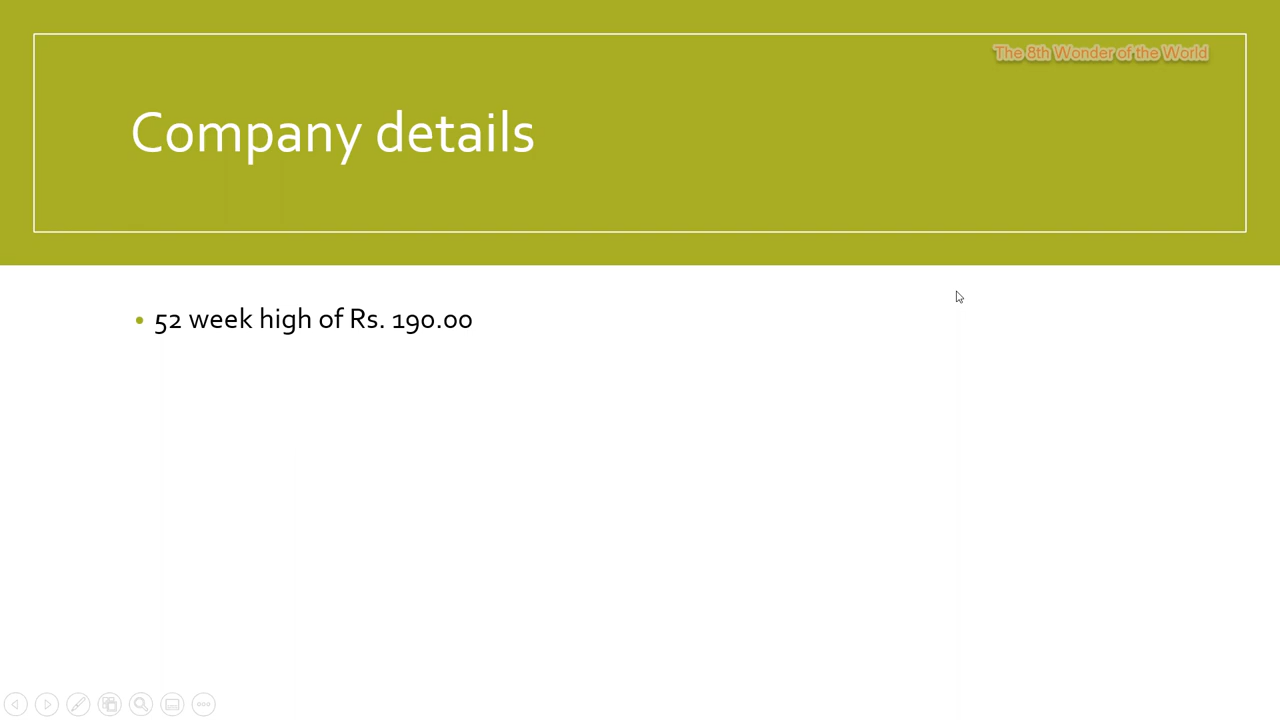 The 8th Wonder of the World
Company details
• 52 week high of Rs. 190.00